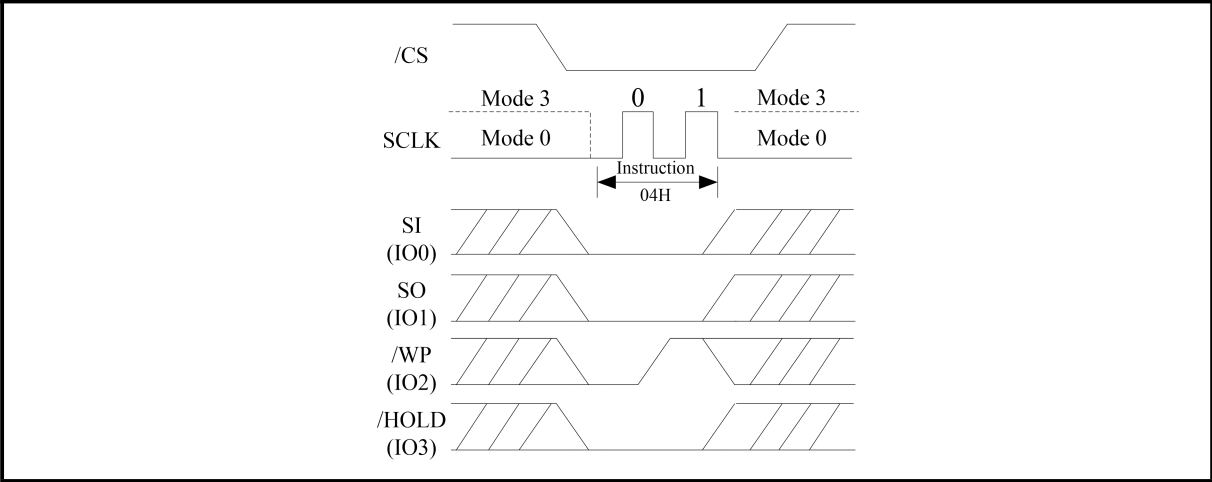 /CS
Mode 3 0 1 Mode 3
SCLK Mode 0 Mode 0
Instruction
04H
SI
(IO0)
SO
(IO1)
/WP
(IO2)
/HOLD
(IO3)